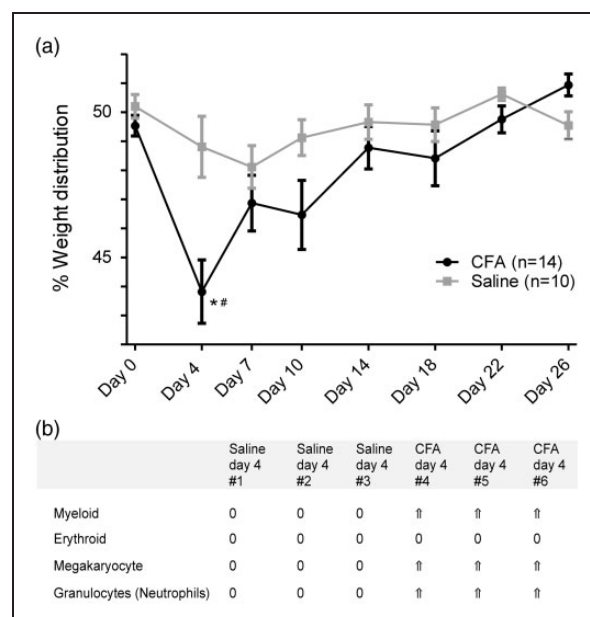 (a)
% Weight distribution
50
45
CFA (n=14)
Saline (n=10)
*#
Day 0 Day 4 Day 7 Day 10 Day 14 Day 18 Day 22 Day 26
(b)
Saline day 4 #1 Saline day 4 #2 Saline day 4 #3 CFA day 4 #4 CFA day 4 #5 CFA day 4 #6
Myeloid 0 0 0 ⇑ ⇑ ⇑
Erythroid 0 0 0 0 0 0
Megakaryocyte 0 0 0 ⇑ ⇑ ⇑
Granulocytes (Neutrophils) 0 0 0 ⇑ ⇑ ⇑